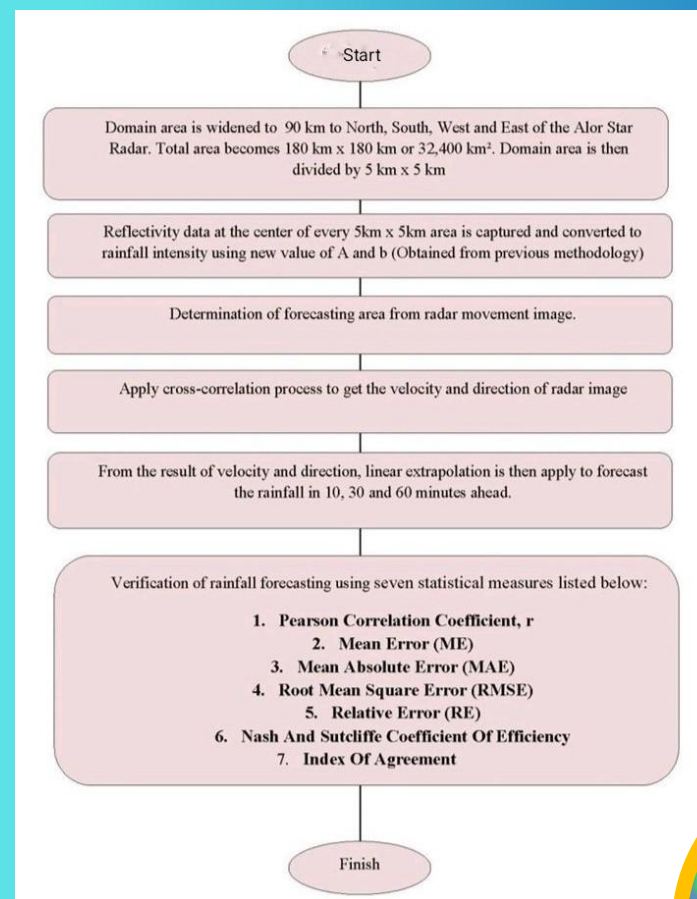 Start
Domain area is widened to 90 km to North, South, West and East of the Alor Star
Radar. Total area becomes 180 km x 180 km or 32,400 km². Domain area is then
divided by 5 km x 5 km
Reflectivity data at the center of every 5km x 5km area is captured and converted to
rainfall intensity using new value of A and b (Obtained from previous methodology)
Determination of forecasting area from radar movement image.
Apply cross-correlation process to get the velocity and direction of radar image
From the result of velocity and direction, linear extrapolation is then apply to forecast
the rainfall in 10, 30 and 60 minutes ahead.
Verification of rainfall forecasting using seven statistical measures listed below:
1. Pearson Correlation Coefficient, r
2. Mean Error (ME)
3. Mean Absolute Error (MAE)
4. Root Mean Square Error (RMSE)
5. Relative Error (RE)
6. Nash And Sutcliffe Coefficient Of Efficiency
7. Index Of Agreement
Finish